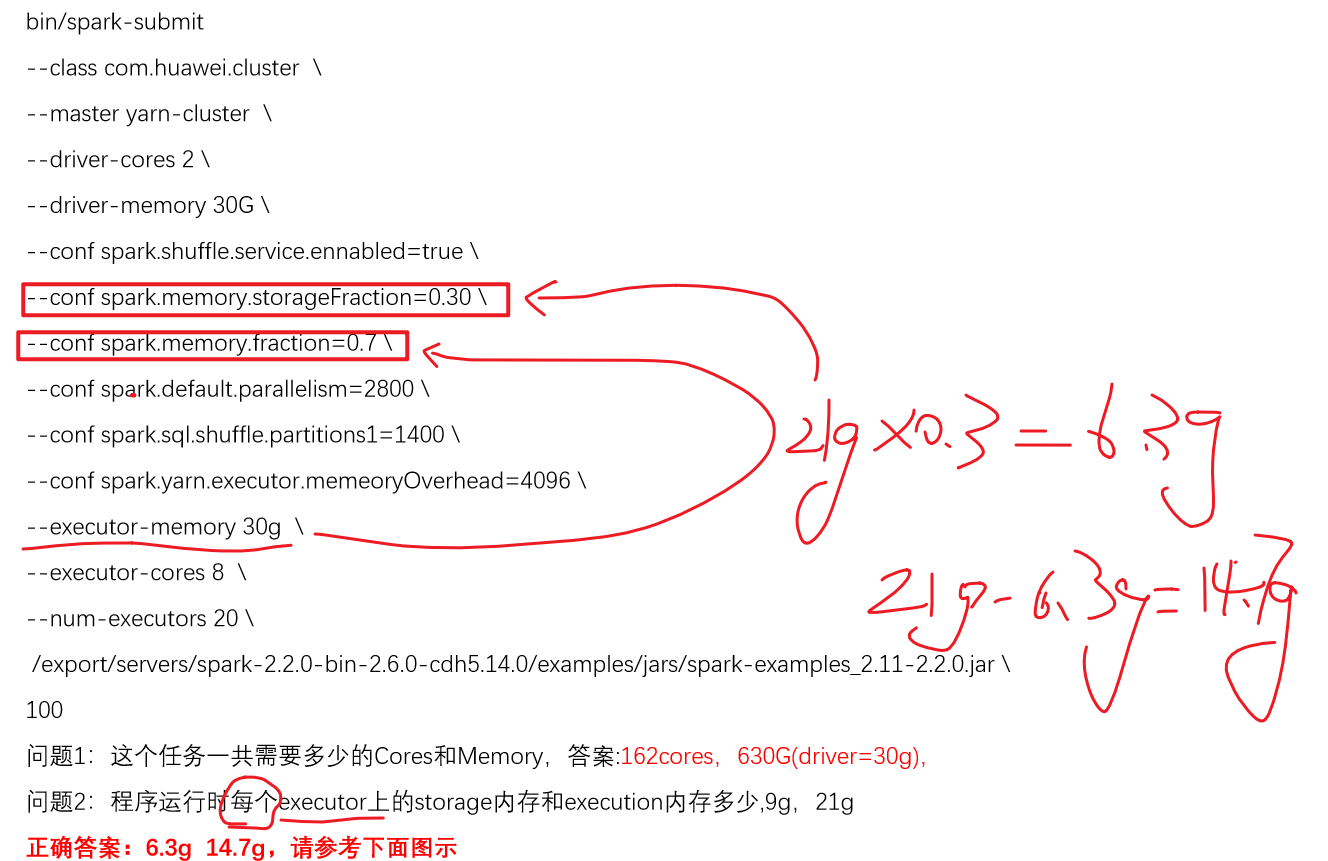 bin/spark-submit
--class com.huawei.cluster \
--master yarn-cluster \
--driver-cores 2 \
--driver-memory 30G \
--conf spark.shuffle.service.ennabled=true \
--conf spark.memory.storageFraction=0.30 \
--conf spark.memory.fraction=0.7 \
--conf spark.default.parallelism=2800 \
21g×0.3=6.3g
--conf spark.sql.shuffle.partitions1=1400 \
--conf spark.yarn.executor.memeoryOverhead=4096 \
--executor-memory 30g \
--executor-cores 8 \
21g-6.3g=14.7g
--num-executors 20 \
/export/servers/spark-2.2.0-bin-2.6.0-cdh5.14.0/examples/jars/spark-examples_2.11-2.2.0.jar \
100
问题1：这个任务一共需要多少的Cores和Memory，答案:162cores，630G(driver=30g),
问题2：程序运行时每个executor上的storage内存和execution内存多少,9g，21g
正确答案：6.3g 14.7g，请参考下面图示